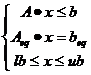 A•x ≤ b
A_eq•x = b_eq
lb ≤ x ≤ ub